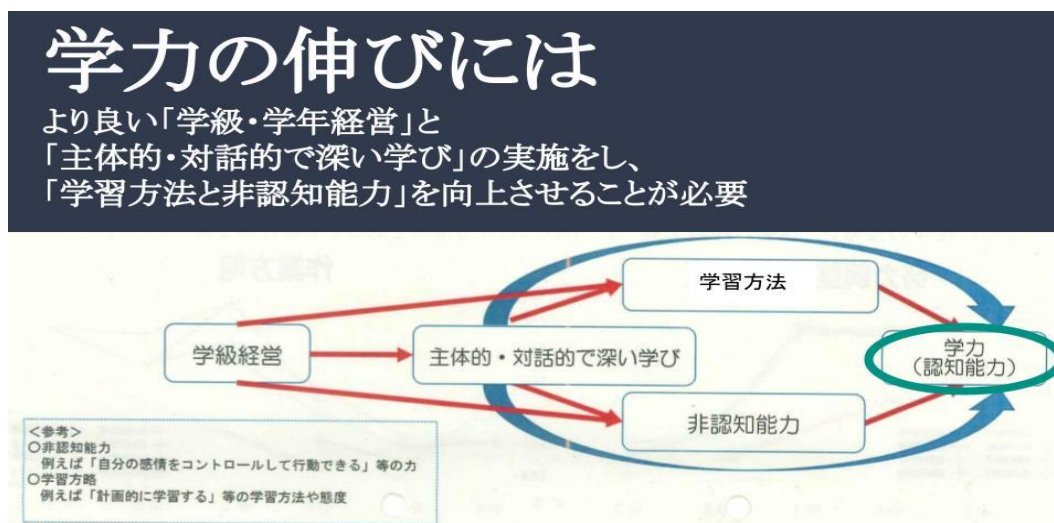 学力の伸びには
より良い「学級・学年経営」と
「主体的・対話的で深い学び」の実施をし、
「学習方法と非認知能力」を向上させることが必要
学習方法
学級経営
主体的・対話的で深い学び
学力
（認知能力）
非認知能力
＜参考＞
〇非認知能力
例えば「自分の感情をコントロールして行動できる」等の力
〇学習方略
例えば「計画的に学習する」等の学習方法や態度